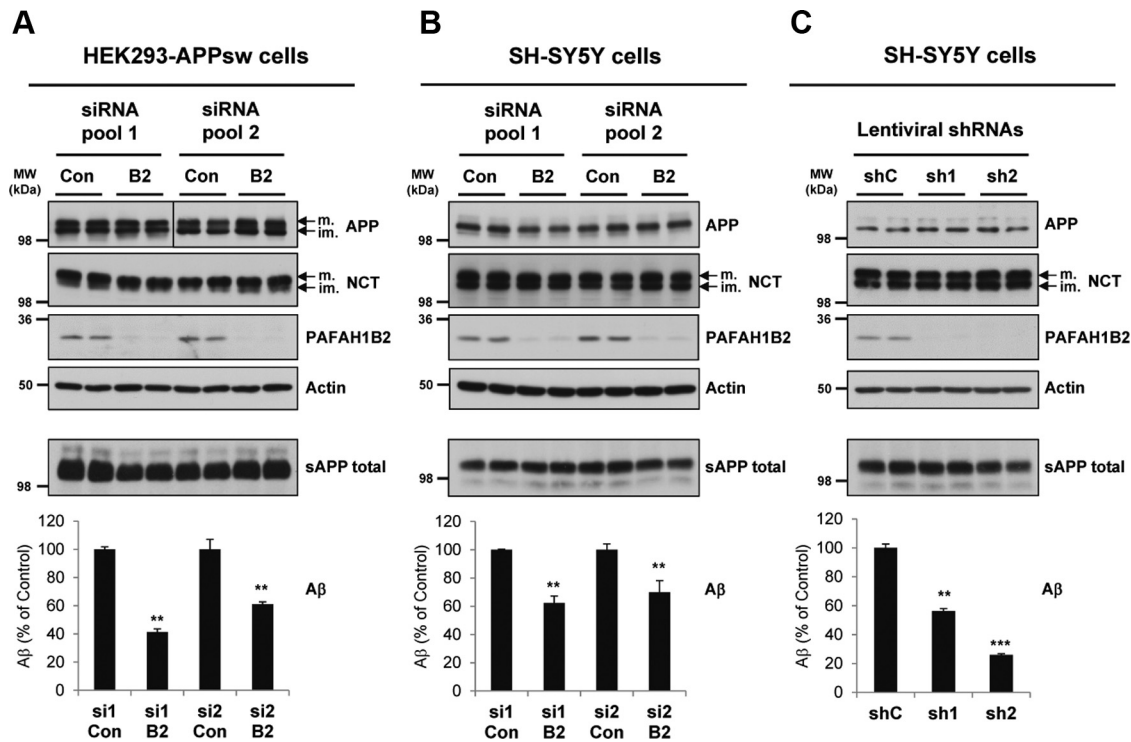 A
HEK293-APPsw cells
siRNA pool 1
siRNA pool 2
MW (kDa)
Con
B2
Con
B2
98
m.
im.
APP
98
m.
im.
NCT
36
PAFAH1B2
50
Actin
98
sAPP total
Aβ (% of Control)
120
100
80
60
40
20
0
**
**
Aβ
si1 Con
si1 B2
si2 Con
si2 B2
B
SH-SY5Y cells
siRNA pool 1
siRNA pool 2
MW (kDa)
Con
B2
Con
B2
98
APP
98
m.
im.
NCT
36
PAFAH1B2
50
Actin
98
sAPP total
Aβ (% of Control)
120
100
80
60
40
20
0
**
**
Aβ
si1 Con
si1 B2
si2 Con
si2 B2
C
SH-SY5Y cells
Lentiviral shRNAs
MW (kDa)
shC
sh1
sh2
98
APP
98
m.
im.
NCT
36
PAFAH1B2
50
Actin
98
sAPP total
Aβ (% of Control)
120
100
80
60
40
20
0
**
***
Aβ
shC
sh1
sh2